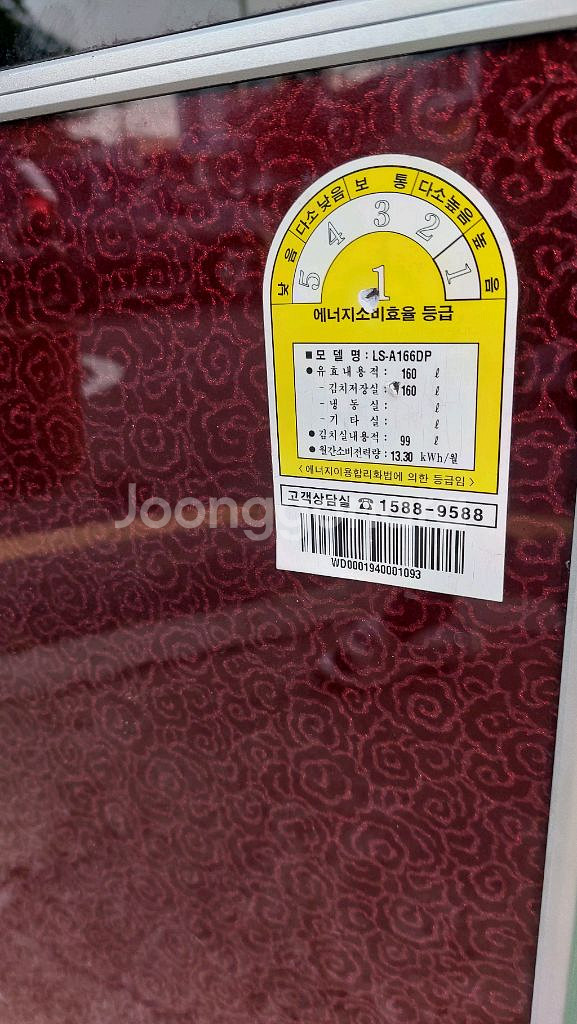 낮음 다소낮음 보통 다소높음 높음
5 4 3 2 1
1
에너지소비효율 등급
■ 모델명 : LS-A166DP
● 유효내용적 : 160 ℓ
- 김치저장실 : 160 ℓ
- 냉동실 : ℓ
- 기타실 : ℓ
● 김치실내용적 : 99 ℓ
● 월간소비전력량 : 13.30 kWh/월
〈 에너지이용합리화법에 의한 등급임 〉
고객상담실 ☎ 1588-9588
WD0001940001093
Joongg